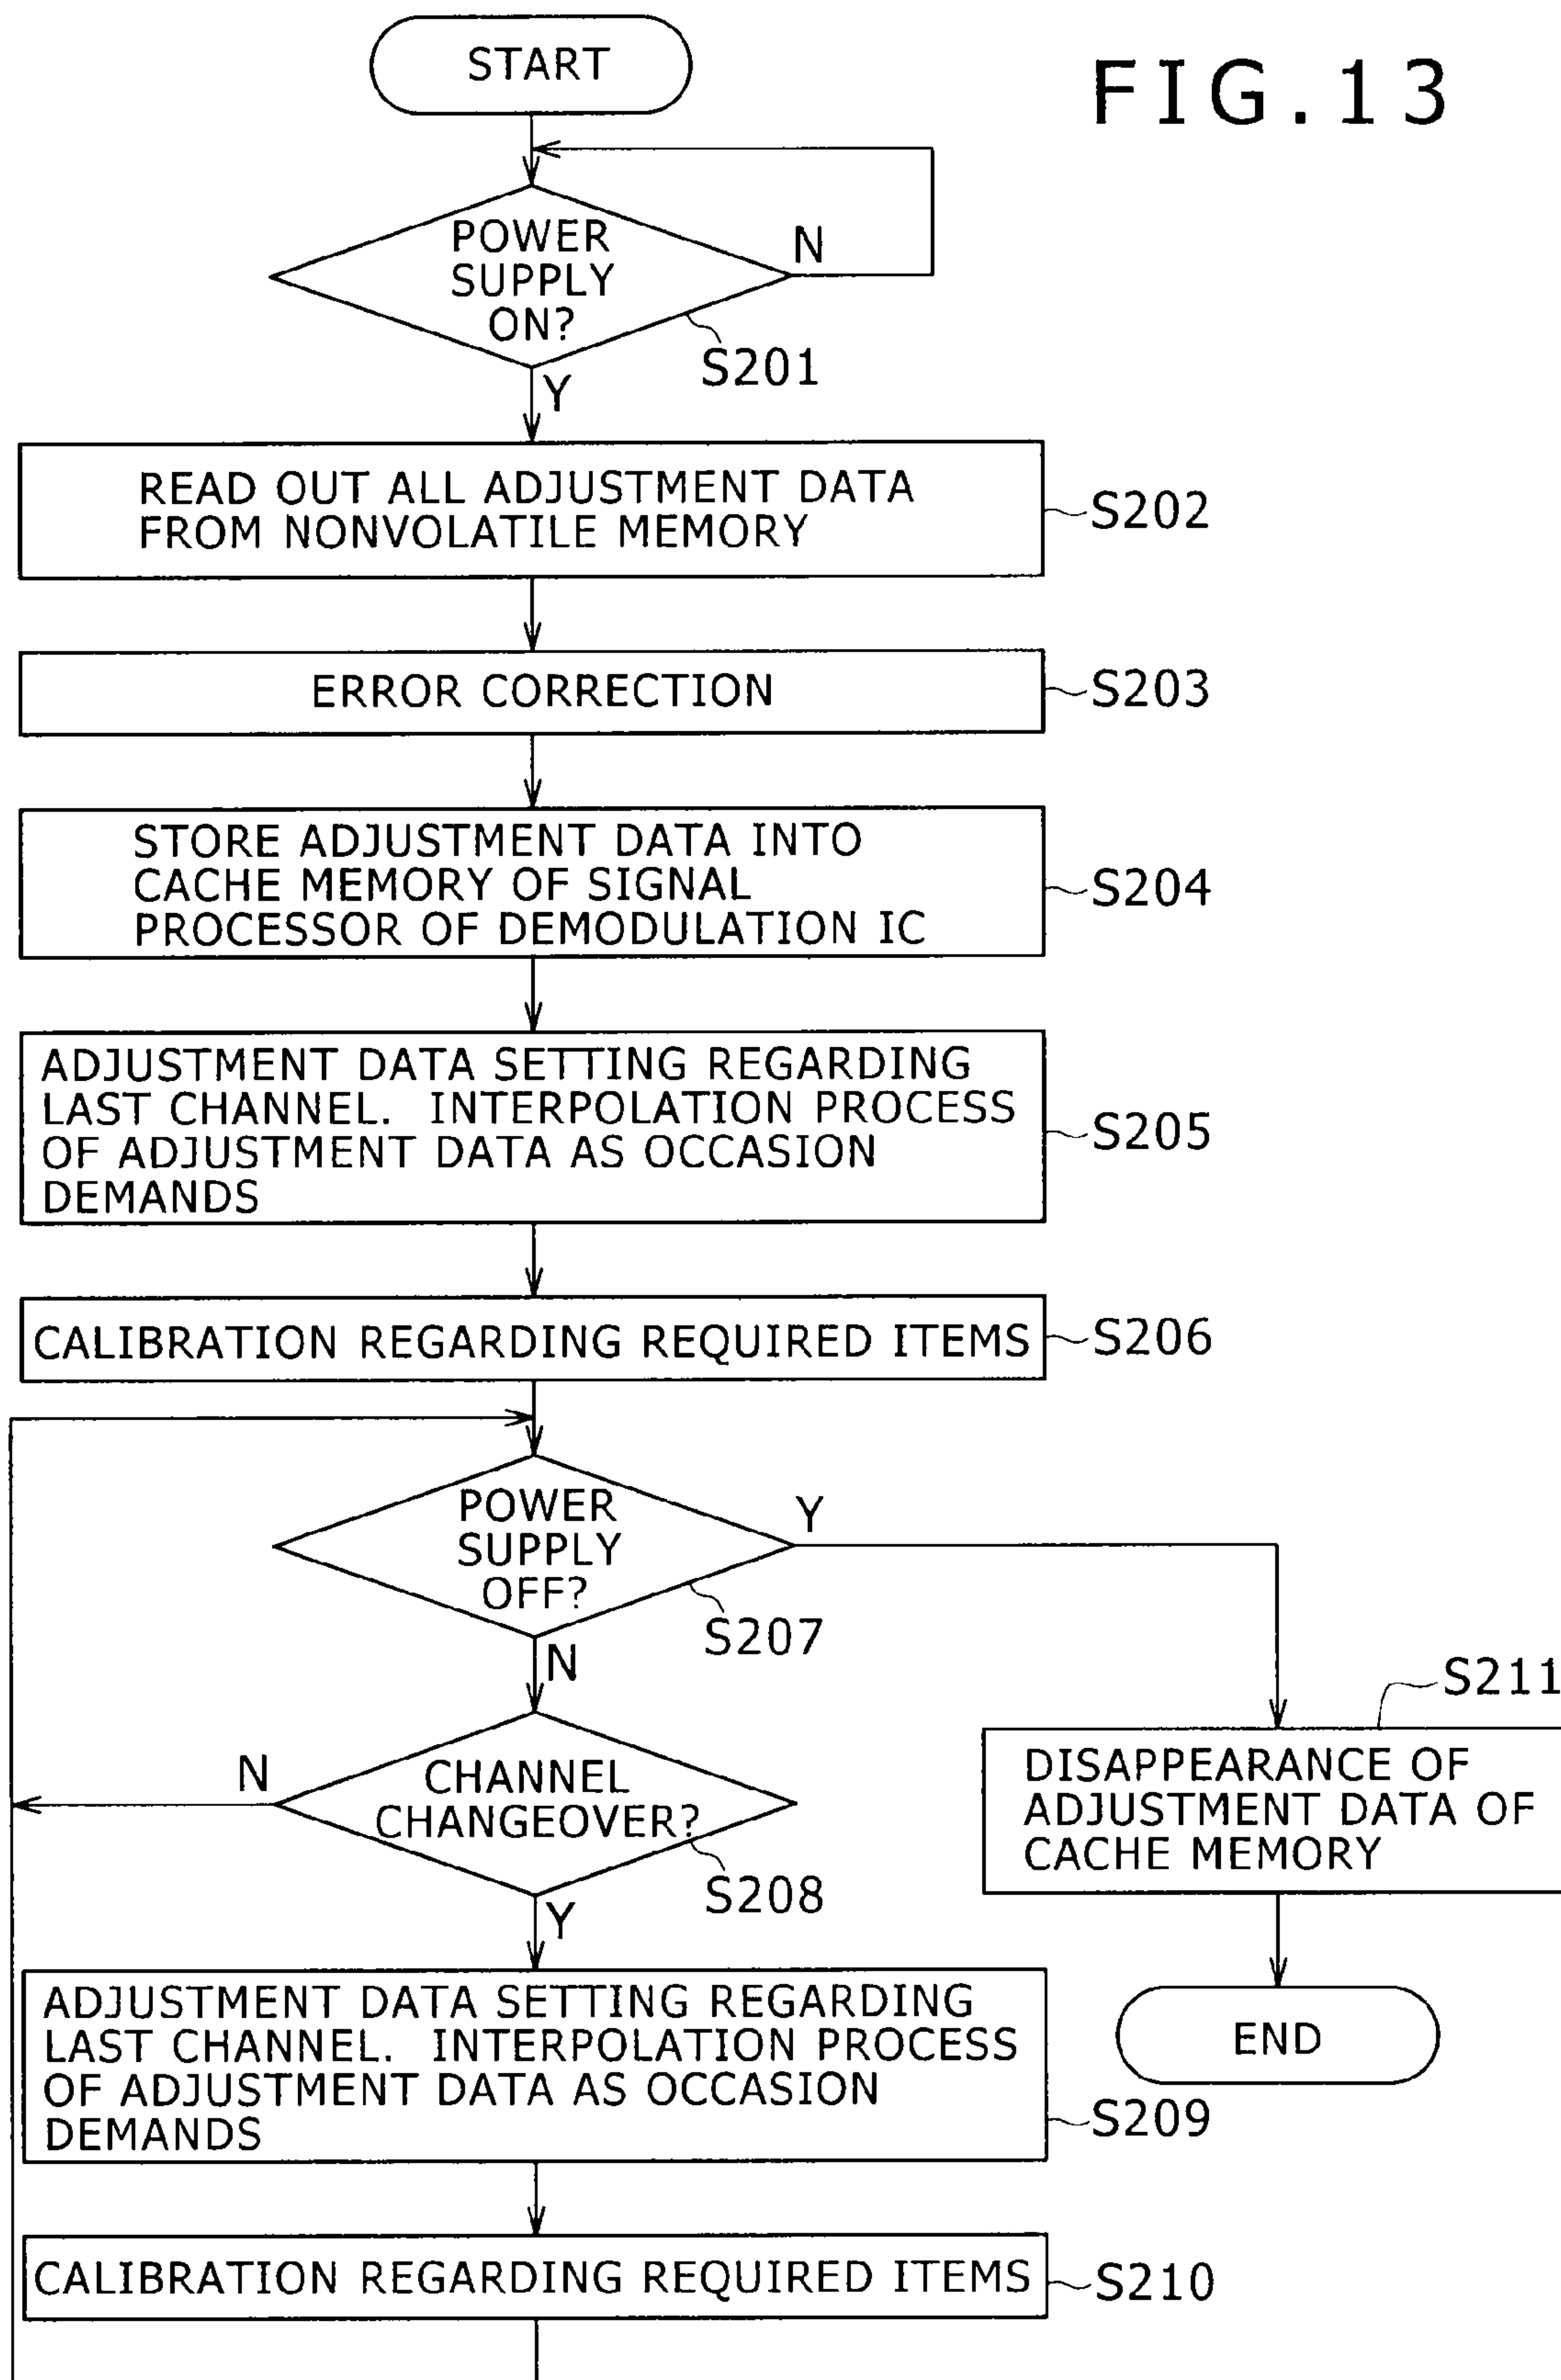 START
FIG.13
POWER
SUPPLY
ON?
N
S201
Y
READ OUT ALL ADJUSTMENT DATA
FROM NONVOLATILE MEMORY
S202
ERROR CORRECTION
S203
STORE ADJUSTMENT DATA INTO
CACHE MEMORY OF SIGNAL
PROCESSOR OF DEMODULATION IC
S204
ADJUSTMENT DATA SETTING REGARDING
LAST CHANNEL. INTERPOLATION PROCESS
OF ADJUSTMENT DATA AS OCCASION
DEMANDS
S205
CALIBRATION REGARDING REQUIRED ITEMS
S206
POWER
SUPPLY
OFF?
Y
S207
N
CHANNEL
CHANGEOVER?
N
S208
Y
S211
DISAPPEARANCE OF
ADJUSTMENT DATA OF
CACHE MEMORY
END
ADJUSTMENT DATA SETTING REGARDING
LAST CHANNEL. INTERPOLATION PROCESS
OF ADJUSTMENT DATA AS OCCASION
DEMANDS
S209
CALIBRATION REGARDING REQUIRED ITEMS
S210